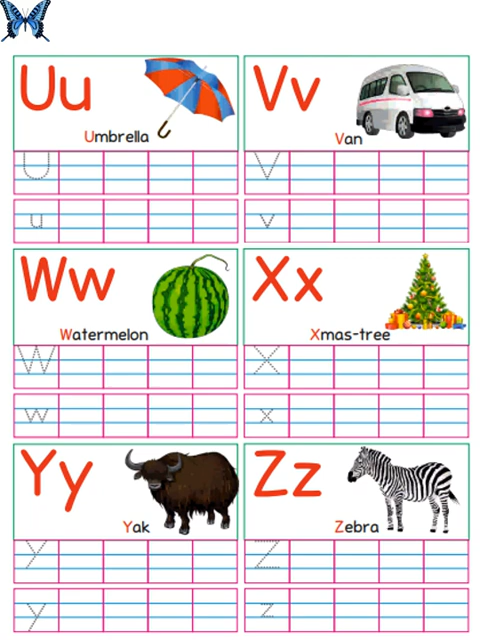 Uu
Umbrella
U
u
Vv
Van
V
v
Ww
Watermelon
W
w
Xx
Xmas-tree
X
x
Yy
Yak
Y
y
Zz
Zebra
Z
z